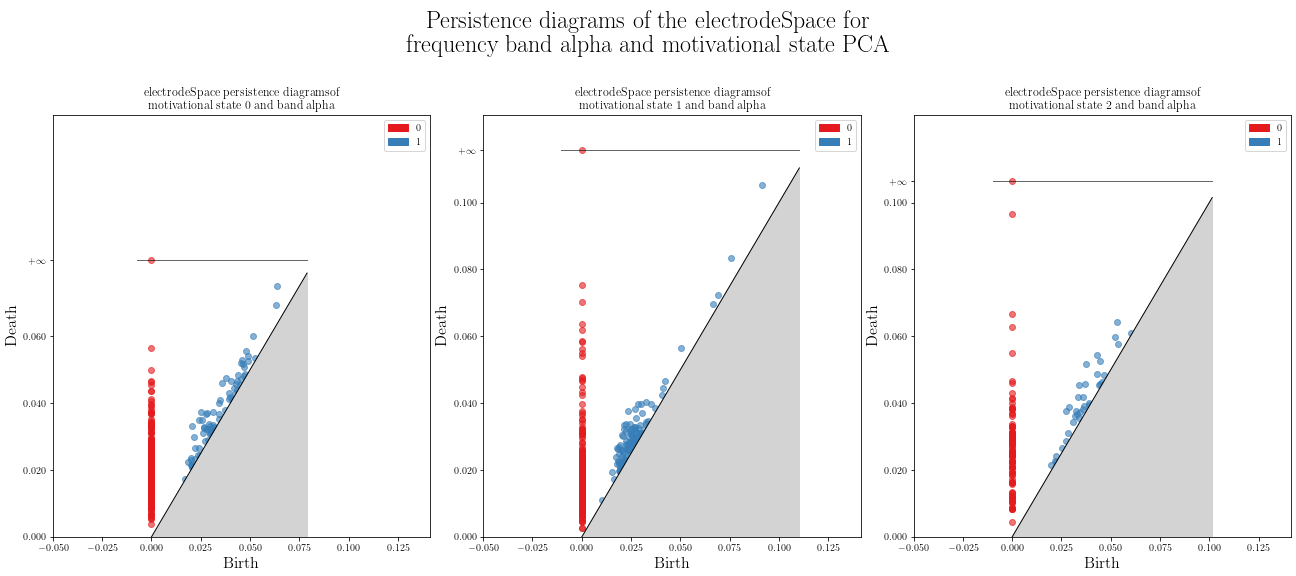 Persistence diagrams of the electrodeSpace for
frequency band alpha and motivational state PCA
electrodeSpace persistence diagramsof
motivational state 0 and band alpha
0
1
+∞
0.060
0.040
0.020
0.000
Death
−0.050 −0.025 0.000 0.025 0.050 0.075 0.100 0.125
Birth
electrodeSpace persistence diagramsof
motivational state 1 and band alpha
0
1
+∞
0.100
0.080
0.060
0.040
0.020
0.000
Death
−0.050 −0.025 0.000 0.025 0.050 0.075 0.100 0.125
Birth
electrodeSpace persistence diagramsof
motivational state 2 and band alpha
0
1
+∞
0.100
0.080
0.060
0.040
0.020
0.000
Death
−0.050 −0.025 0.000 0.025 0.050 0.075 0.100 0.125
Birth